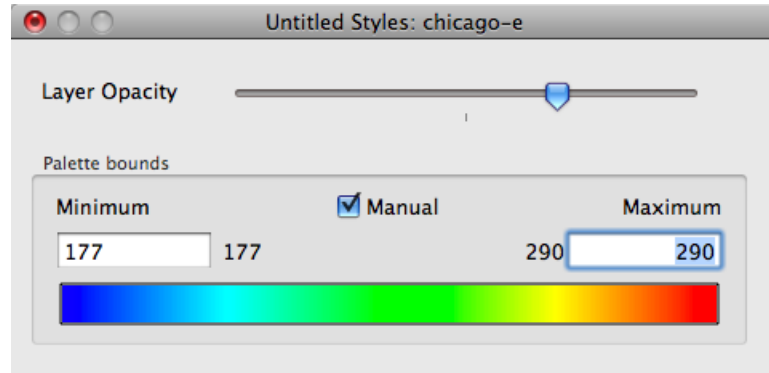 Untitled Styles: chicago-e
Layer Opacity
Palette bounds
Minimum Manual Maximum
177 177 290 290